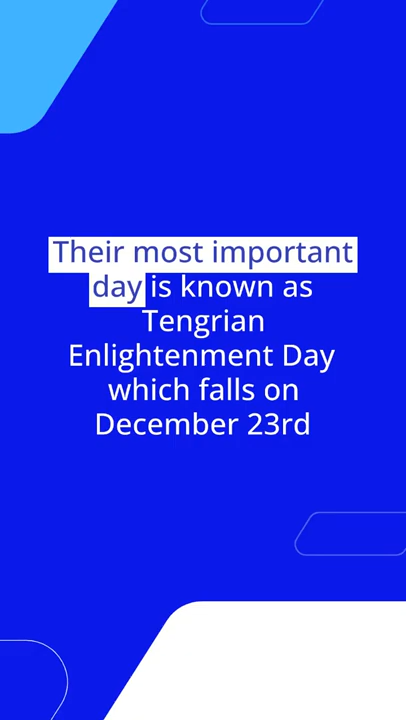 Their most important
day is known as
Tengrian
Enlightenment Day
which falls on
December 23rd